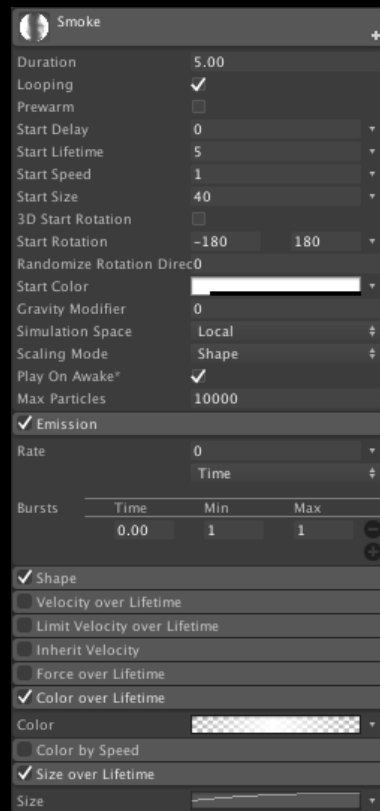 Smoke
Duration 5.00
Looping
Prewarm
Start Delay 0
Start Lifetime 5
Start Speed 1
Start Size 40
3D Start Rotation
Start Rotation -180 180
Randomize Rotation Direc0
Start Color
Gravity Modifier 0
Simulation Space Local
Scaling Mode Shape
Play On Awake*
Max Particles 10000
Emission
Rate 0
Time
Bursts Time Min Max
0.00 1 1
Shape
Velocity over Lifetime
Limit Velocity over Lifetime
Inherit Velocity
Force over Lifetime
Color over Lifetime
Color
Color by Speed
Size over Lifetime
Size